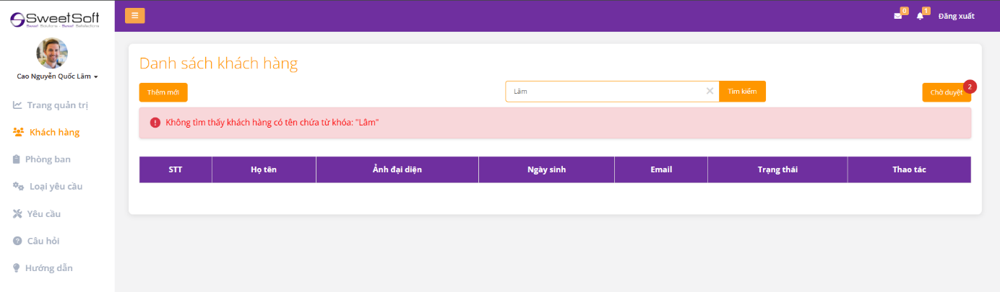 SweetSoft
Sweet Solutions - Sweet Satisfactions
Cao Nguyễn Quốc Lâm
Trang quản trị
Khách hàng
Phòng ban
Loại yêu cầu
Yêu cầu
Câu hỏi
Hướng dẫn
0
1
Đăng xuất
Danh sách khách hàng
Thêm mới
Lâm
Tìm kiếm
Chờ duyệt
2
Không tìm thấy khách hàng có tên chứa từ khóa: "Lâm"
STT Họ tên Ảnh đại diện Ngày sinh Email Trạng thái Thao tác